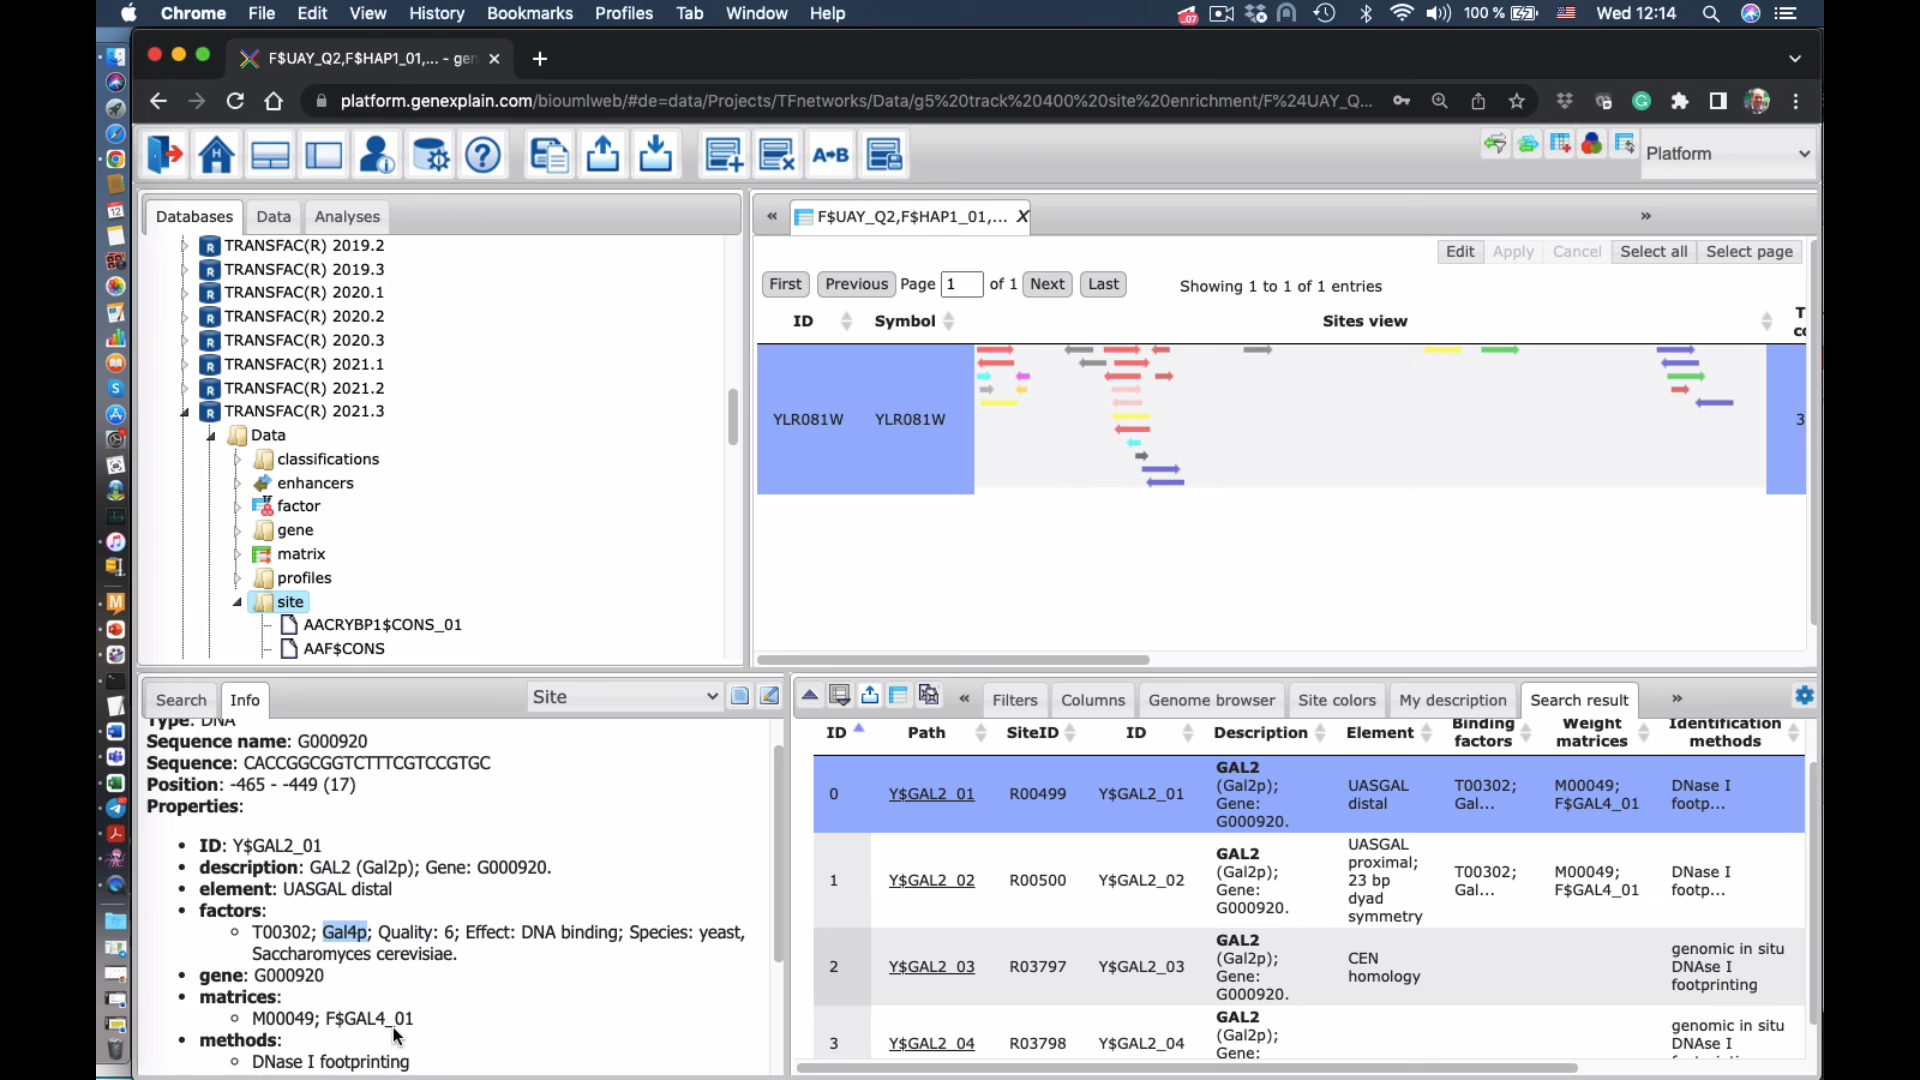 Chrome File Edit View History Bookmarks Profiles Tab Window Help 100 % Wed 12:14
F$UAY_Q2,F$HAP1_01,... - gen
platform.genexplain.com/bioumlweb/#de=data/Projects/TFnetworks/Data/g5%20track%20400%20site%20enrichment/F%24UAY_Q...
Platform
Databases Data Analyses
TRANSFAC(R) 2019.2
TRANSFAC(R) 2019.3
TRANSFAC(R) 2020.1
TRANSFAC(R) 2020.2
TRANSFAC(R) 2020.3
TRANSFAC(R) 2021.1
TRANSFAC(R) 2021.2
TRANSFAC(R) 2021.3
Data
classifications
enhancers
factor
gene
matrix
profiles
site
AACRYBP1$CONS_01
AAF$CONS
« F$UAY_Q2,F$HAP1_01,... X »
Edit Apply Cancel Select all Select page
First Previous Page 1 of 1 Next Last Showing 1 to 1 of 1 entries
ID Symbol Sites view
YLR081W YLR081W 3
Search Info Site
Type: DNA
Sequence name: G000920
Sequence: CACCGGCGGTCTTTCGTCCGTGC
Position: -465 - -449 (17)
Properties:
• ID: Y$GAL2_01
• description: GAL2 (Gal2p); Gene: G000920.
• element: UASGAL distal
• factors:
T00302; Gal4p; Quality: 6; Effect: DNA binding; Species: yeast,
Saccharomyces cerevisiae.
• gene: G000920
• matrices:
M00049; F$GAL4_01
• methods:
DNase I footprinting
« Filters Columns Genome browser Site colors My description Search result »
ID Path SiteID ID Description Element Binding factors Weight matrices Identification methods
0 Y$GAL2_01 R00499 Y$GAL2_01 GAL2 (Gal2p); Gene: G000920. UASGAL distal T00302; Gal... M00049; F$GAL4_01 DNase I footp...
1 Y$GAL2_02 R00500 Y$GAL2_02 GAL2 (Gal2p); Gene: G000920. UASGAL proximal; 23 bp dyad symmetry T00302; Gal... M00049; F$GAL4_01 DNase I footp...
2 Y$GAL2_03 R03797 Y$GAL2_03 GAL2 (Gal2p); Gene: G000920. CEN homology genomic in situ DNAse I footprinting
3 Y$GAL2_04 R03798 Y$GAL2_04 GAL2 (Gal2p); Gene: genomic in situ DNAse I